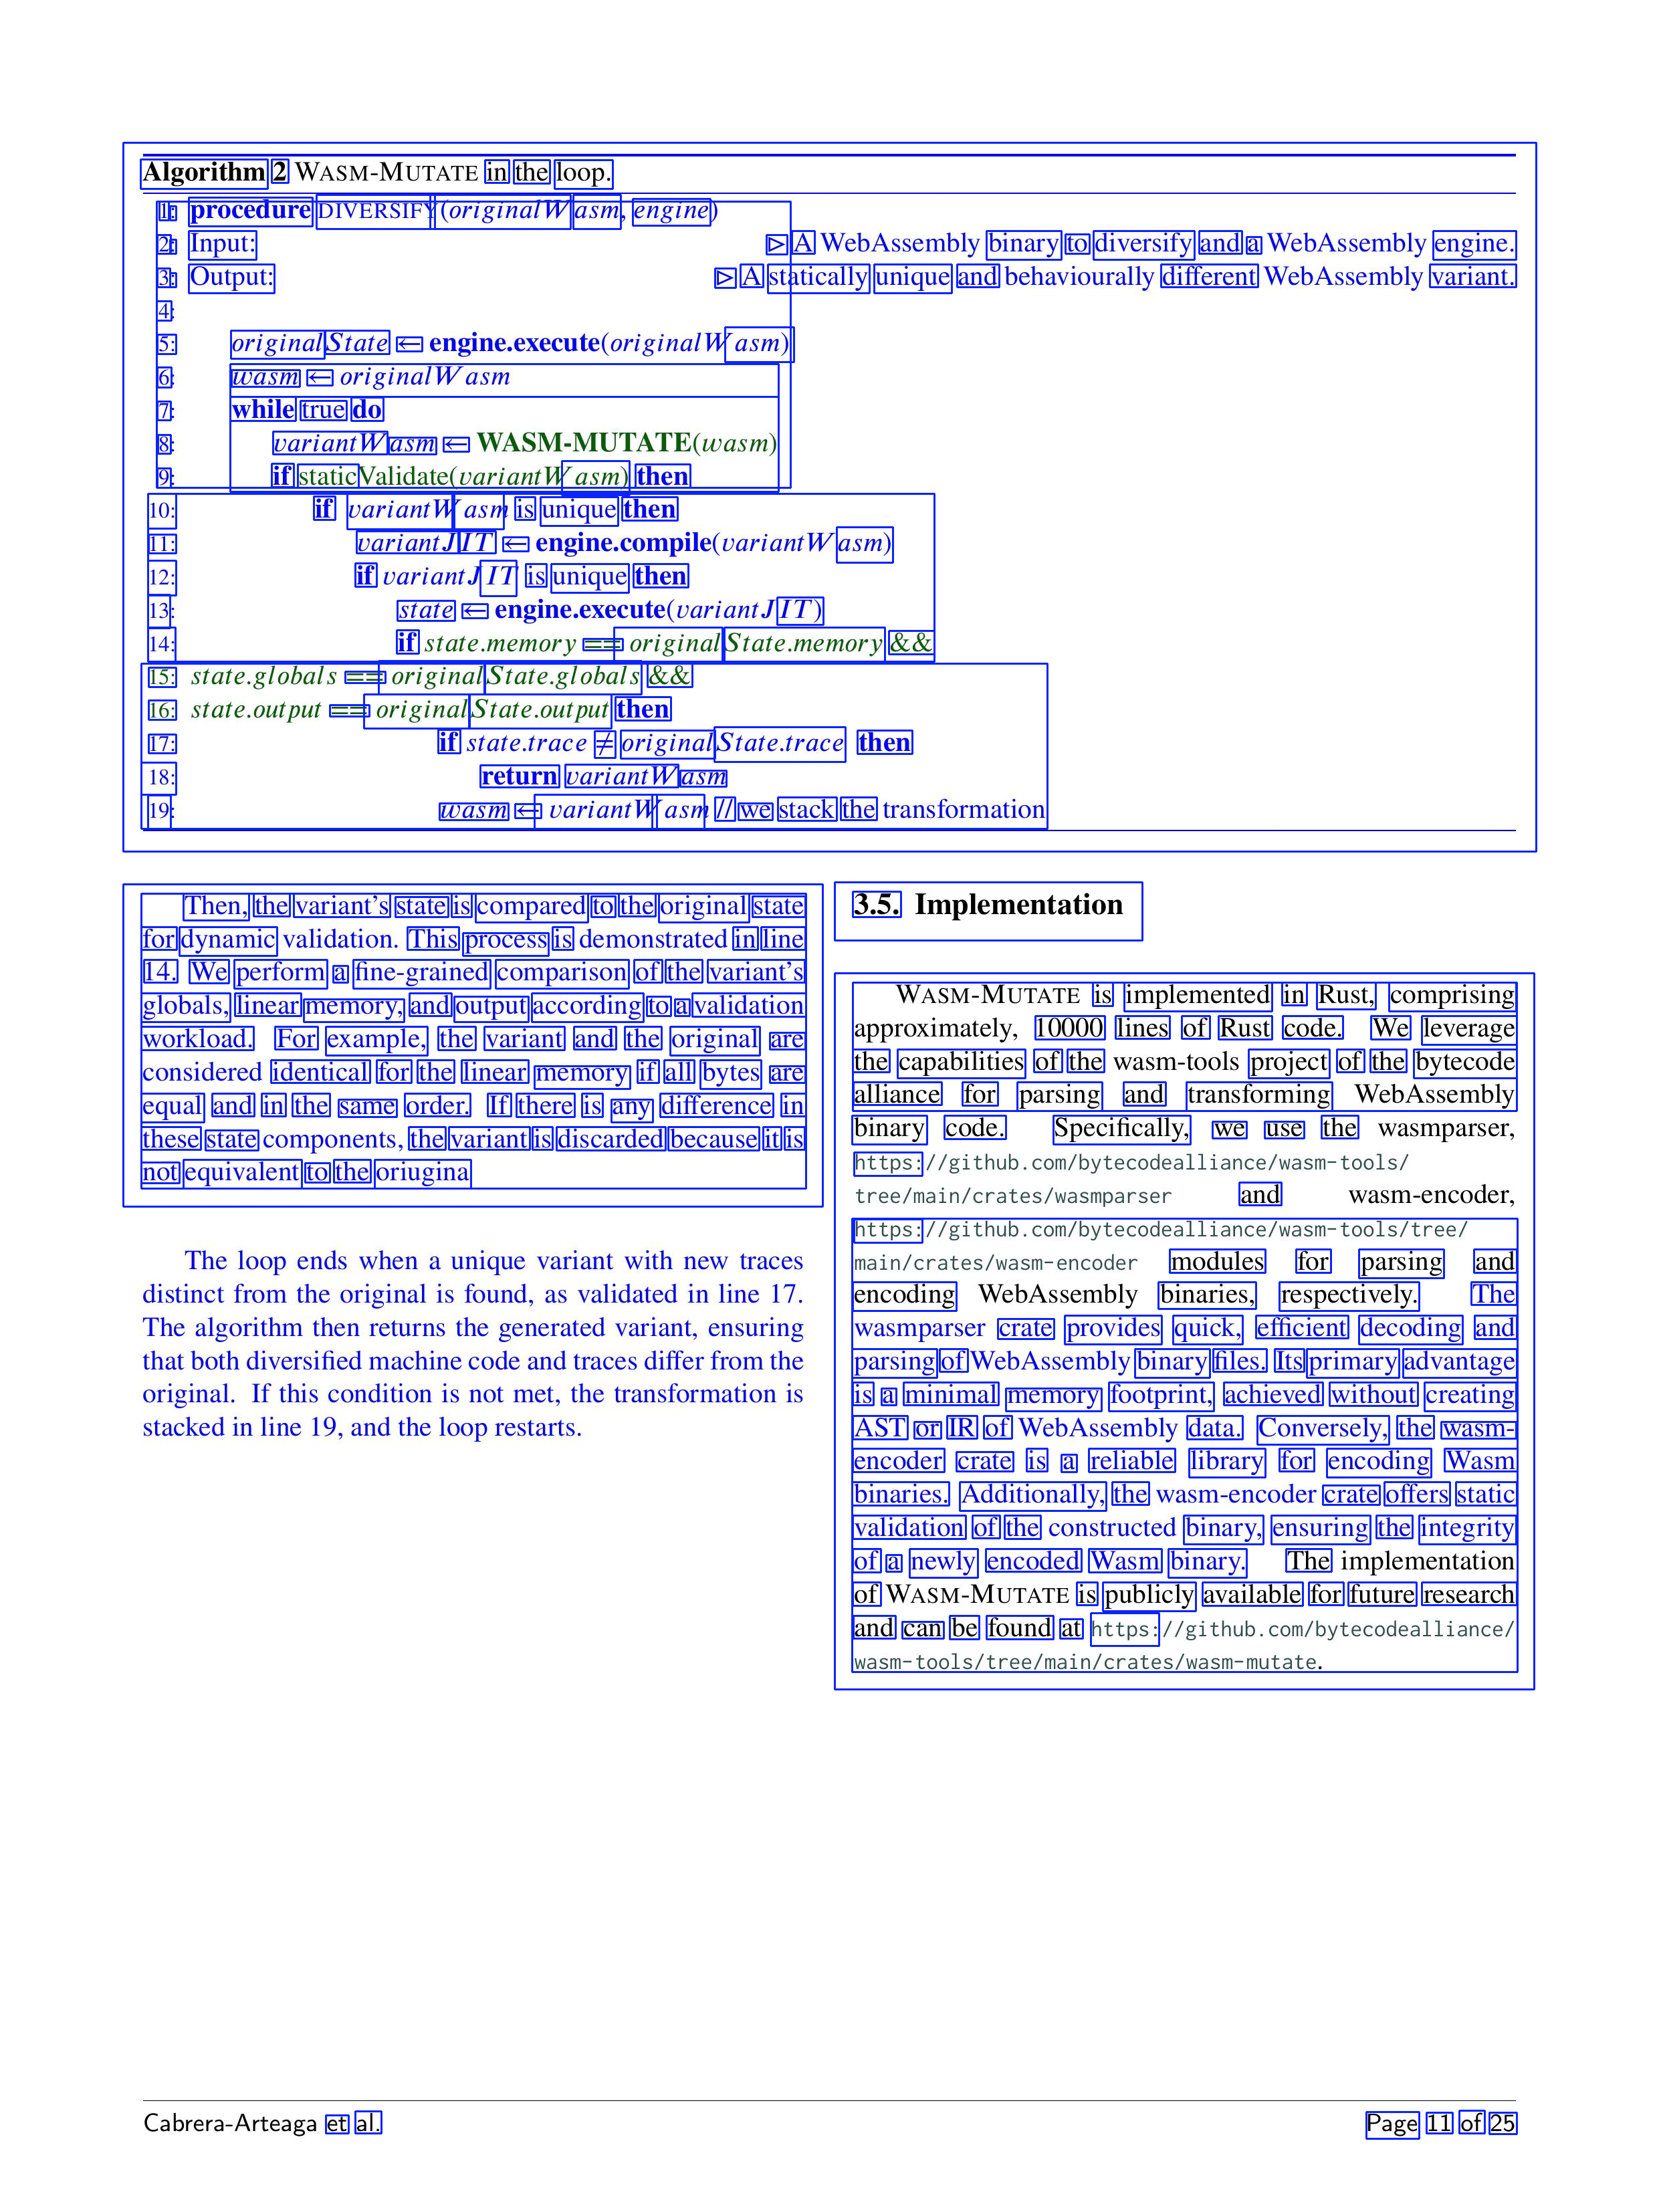 Algorithm 2 WASM-MUTATE in the loop.
1: procedure DIVERSIFY(originalWasm, engine)
2: Input: ▷ A WebAssembly binary to diversify and a WebAssembly engine.
3: Output: ▷ A statically unique and behaviourally different WebAssembly variant.
4:
5: originalState ← engine.execute(originalWasm)
6: wasm ← originalWasm
7: while true do
8: variantWasm ← WASM-MUTATE(wasm)
9: if staticValidate(variantWasm) then
10: if variantWasm is unique then
11: variantJIT ← engine.compile(variantWasm)
12: if variantJIT is unique then
13: state ← engine.execute(variantJIT)
14: if state.memory == originalState.memory &&
15: state.globals == originalState.globals &&
16: state.output == originalState.output then
17: if state.trace ≠ originalState.trace then
18: return variantWasm
19: wasm ← variantWasm // we stack the transformation
Then, the variant's state is compared to the original state
for dynamic validation. This process is demonstrated in line
14. We perform a fine-grained comparison of the variant's
globals, linear memory, and output according to a validation
workload. For example, the variant and the original are
considered identical for the linear memory if all bytes are
equal and in the same order. If there is any difference in
these state components, the variant is discarded because it is
not equivalent to the oriugina
The loop ends when a unique variant with new traces
distinct from the original is found, as validated in line 17.
The algorithm then returns the generated variant, ensuring
that both diversified machine code and traces differ from the
original. If this condition is not met, the transformation is
stacked in line 19, and the loop restarts.
3.5. Implementation
WASM-MUTATE is implemented in Rust, comprising
approximately, 10000 lines of Rust code. We leverage
the capabilities of the wasm-tools project of the bytecode
alliance for parsing and transforming WebAssembly
binary code. Specifically, we use the wasmparser,
https://github.com/bytecodealliance/wasm-tools/
tree/main/crates/wasmparser and wasm-encoder,
https://github.com/bytecodealliance/wasm-tools/tree/
main/crates/wasm-encoder modules for parsing and
encoding WebAssembly binaries, respectively. The
wasmparser crate provides quick, efficient decoding and
parsing of WebAssembly binary files. Its primary advantage
is a minimal memory footprint, achieved without creating
AST or IR of WebAssembly data. Conversely, the wasm-
encoder crate is a reliable library for encoding Wasm
binaries. Additionally, the wasm-encoder crate offers static
validation of the constructed binary, ensuring the integrity
of a newly encoded Wasm binary. The implementation
of WASM-MUTATE is publicly available for future research
and can be found at https://github.com/bytecodealliance/
wasm-tools/tree/main/crates/wasm-mutate.
Cabrera-Arteaga et al. Page 11 of 25